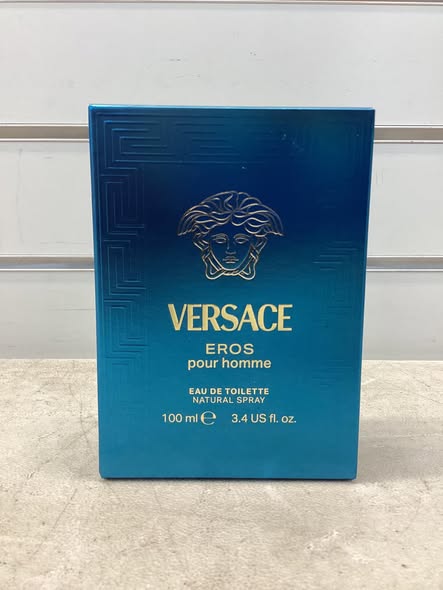 VERSACE
EROS
pour homme
EAU DE TOILETTE
NATURAL SPRAY
100 ml ℮ 3.4 US fl. oz.